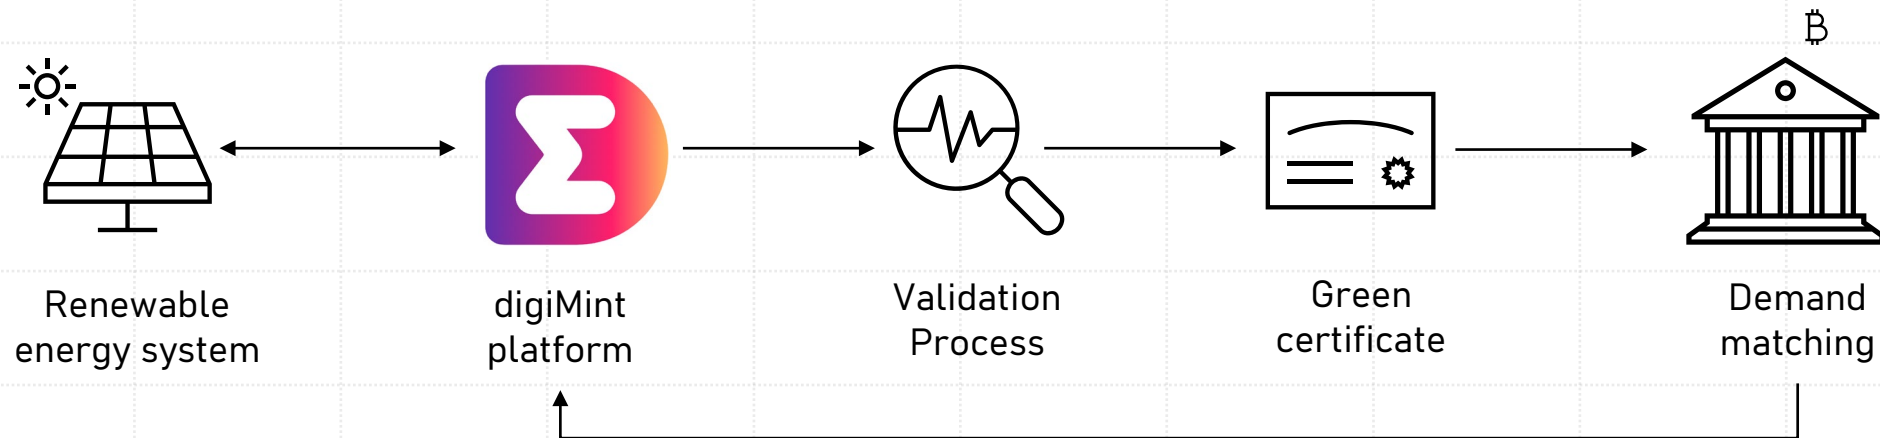 Renewable
energy system
digiMint
platform
Validation
Process
Green
certificate
Demand
matching